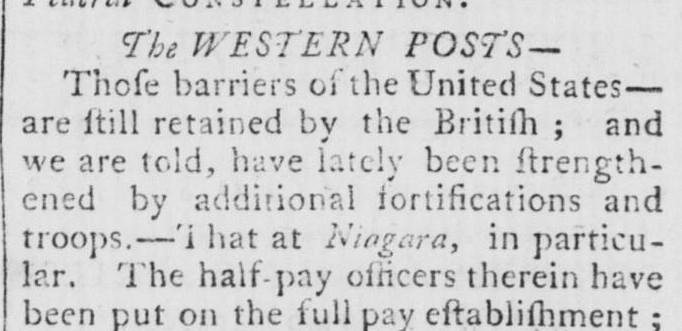 Federal CONSTELLATION.
The WESTERN POSTS—
Thoſe barriers of the United States—
are ſtill retained by the Britiſh ; and
we are told, have lately been ſtrength-
ened by additional fortifications and
troops.—That at Niagara, in particu-
lar. The half-pay officers therein have
been put on the full pay eſtabliſhment ;